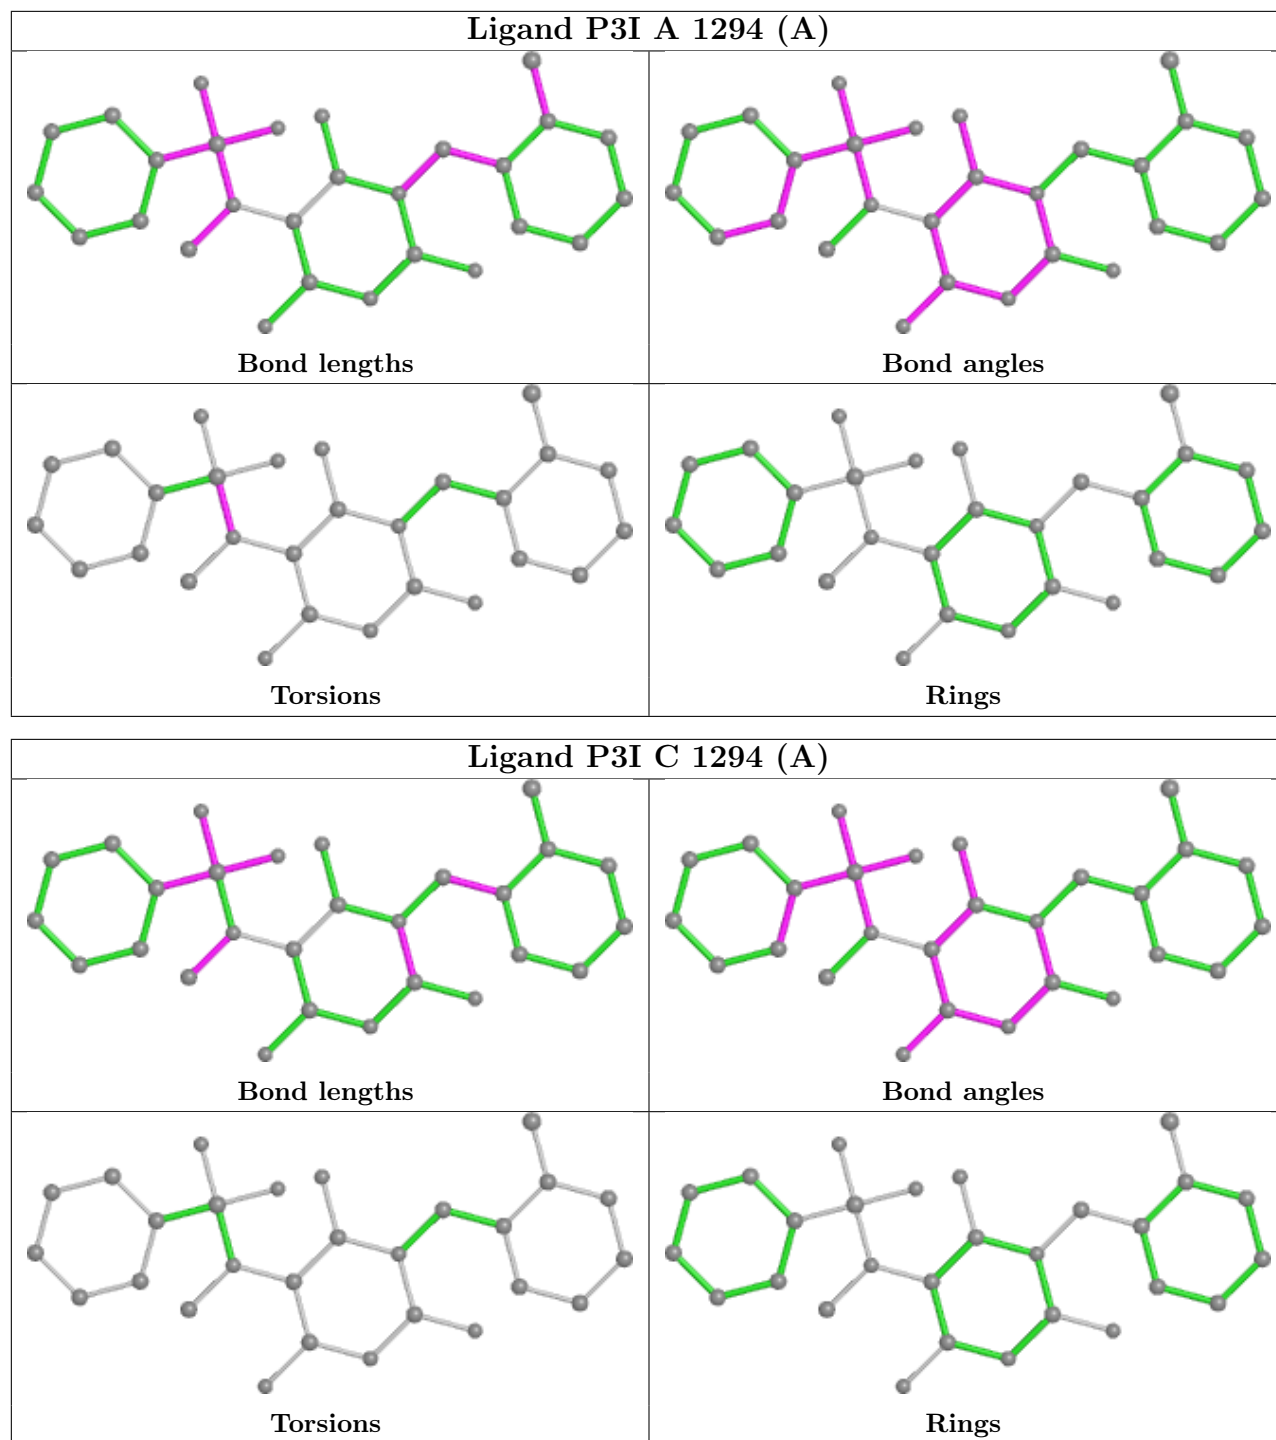 Ligand P3I A 1294 (A)
Bond lengths
Bond angles
Torsions
Rings
Ligand P3I C 1294 (A)
Bond lengths
Bond angles
Torsions
Rings